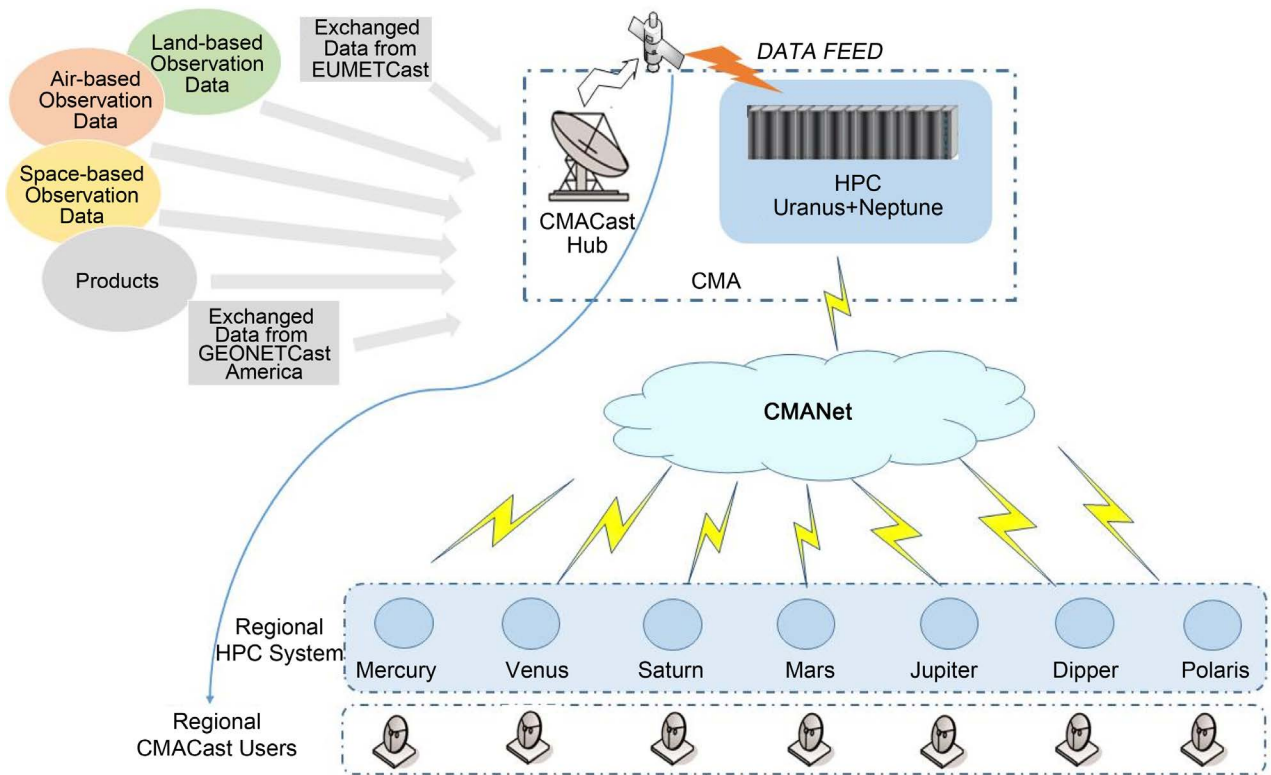 Land-based
Observation
Data
Air-based
Observation
Data
Space-based
Observation
Data
Products
Exchanged
Data from
EUMETCast
Exchanged
Data from
GEONETCast
America
DATA FEED
CMACast
Hub
HPC
Uranus+Neptune
CMA
CMANet
Regional
HPC System
Mercury
Venus
Saturn
Mars
Jupiter
Dipper
Polaris
Regional
CMACast Users